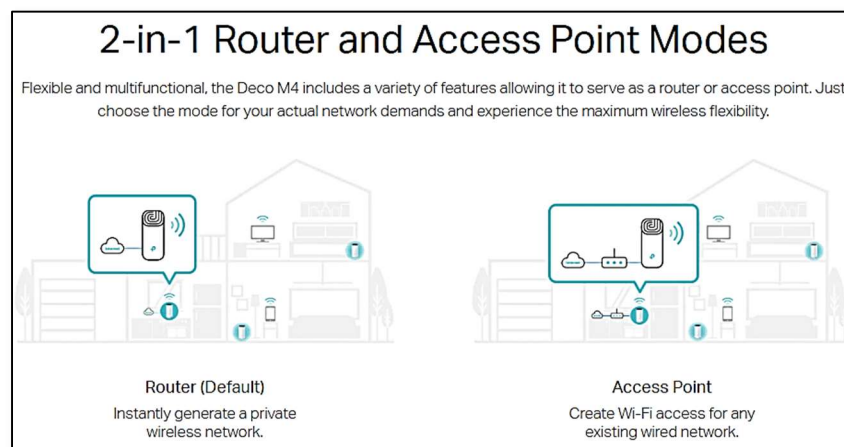 2-in-1 Router and Access Point Modes
Flexible and multifunctional, the Deco M4 includes a variety of features allowing it to serve as a router or access point. Just
choose the mode for your actual network demands and experience the maximum wireless flexibility.
Router (Default)
Instantly generate a private
wireless network.
Access Point
Create Wi-Fi access for any
existing wired network.